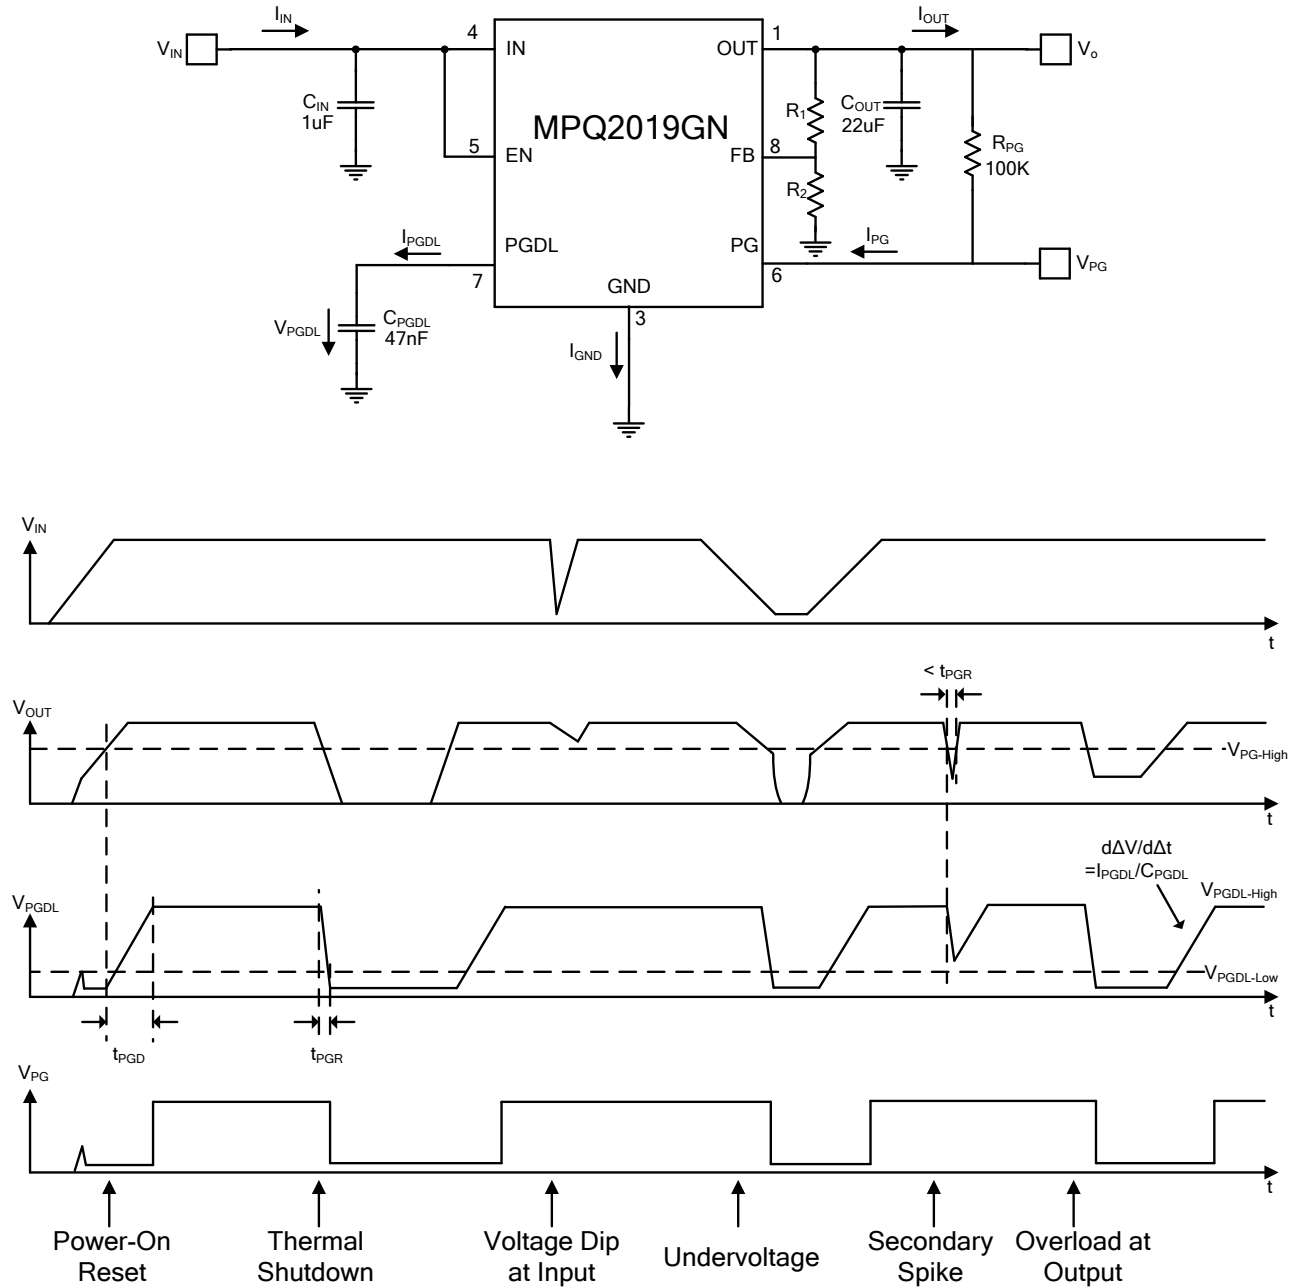 I_IN
I_OUT
V_IN
4
IN
OUT
1
V_o
C_IN
1uF
MPQ2019GN
R_1
C_OUT
22uF
R_PG
100K
5
EN
FB
8
R_2
I_PGDL
PGDL
7
PG
6
I_PG
V_PG
GND
3
V_PGDL
C_PGDL
47nF
I_GND
V_IN
t
< t_PGR
V_OUT
V_PG-High
t
dΔV/dΔt
=I_PGDL/C_PGDL
V_PGDL
V_PGDL-High
V_PGDL-Low
t
t_PGD
t_PGR
V_PG
t
Power-On
Reset
Thermal
Shutdown
Voltage Dip
at Input
Undervoltage
Secondary
Spike
Overload at
Output